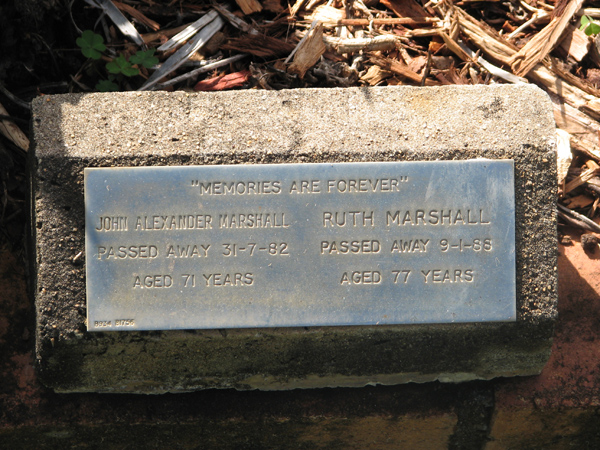 "MEMORIES ARE FOREVER"
JOHN ALEXANDER MARSHALL
PASSED AWAY 31-7-82
AGED 71 YEARS
RUTH MARSHALL
PASSED AWAY 9-1-88
AGED 77 YEARS